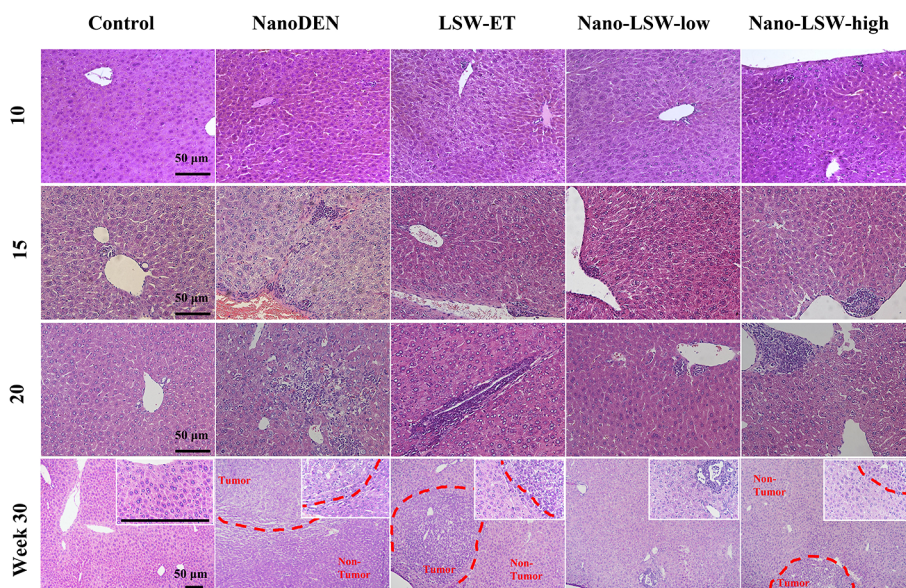 Control NanoDEN LSW-ET Nano-LSW-low Nano-LSW-high
10
50 µm
15
50 µm
20
50 µm
Week 30
50 µm
Tumor
Non-
Tumor
Tumor
Non-
Tumor
Non-
Tumor
Tumor